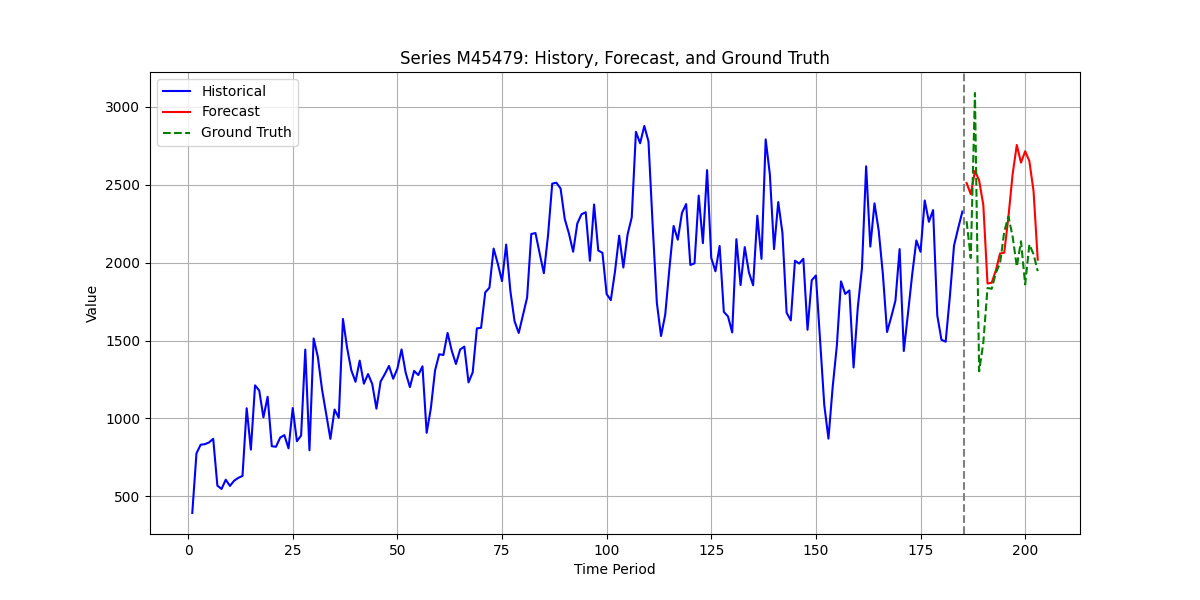 Series M45479: History, Forecast, and Ground Truth
Historical
Forecast
Ground Truth
3000
2500
2000
1500
1000
500
Value
0 25 50 75 100 125 150 175 200
Time Period